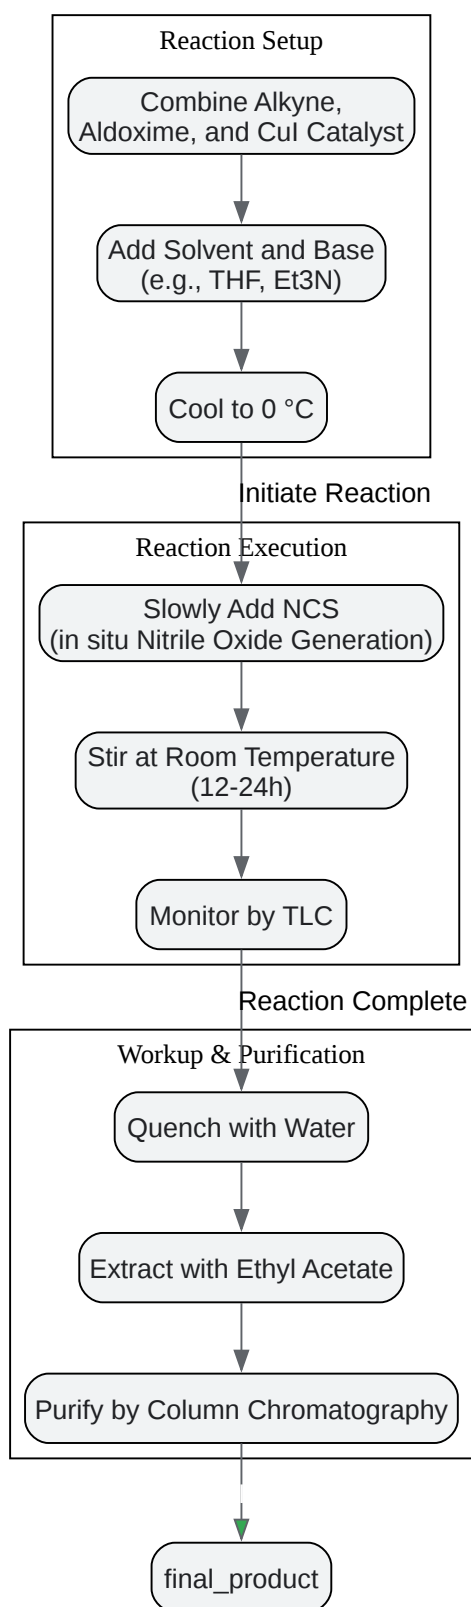 Reaction Setup
Combine Alkyne,
Aldoxime, and CuI Catalyst
Add Solvent and Base
(e.g., THF, Et3N)
Cool to 0 °C
Initiate Reaction
Reaction Execution
Slowly Add NCS
(in situ Nitrile Oxide Generation)
Stir at Room Temperature
(12-24h)
Monitor by TLC
Reaction Complete
Workup & Purification
Quench with Water
Extract with Ethyl Acetate
Purify by Column Chromatography
final_product